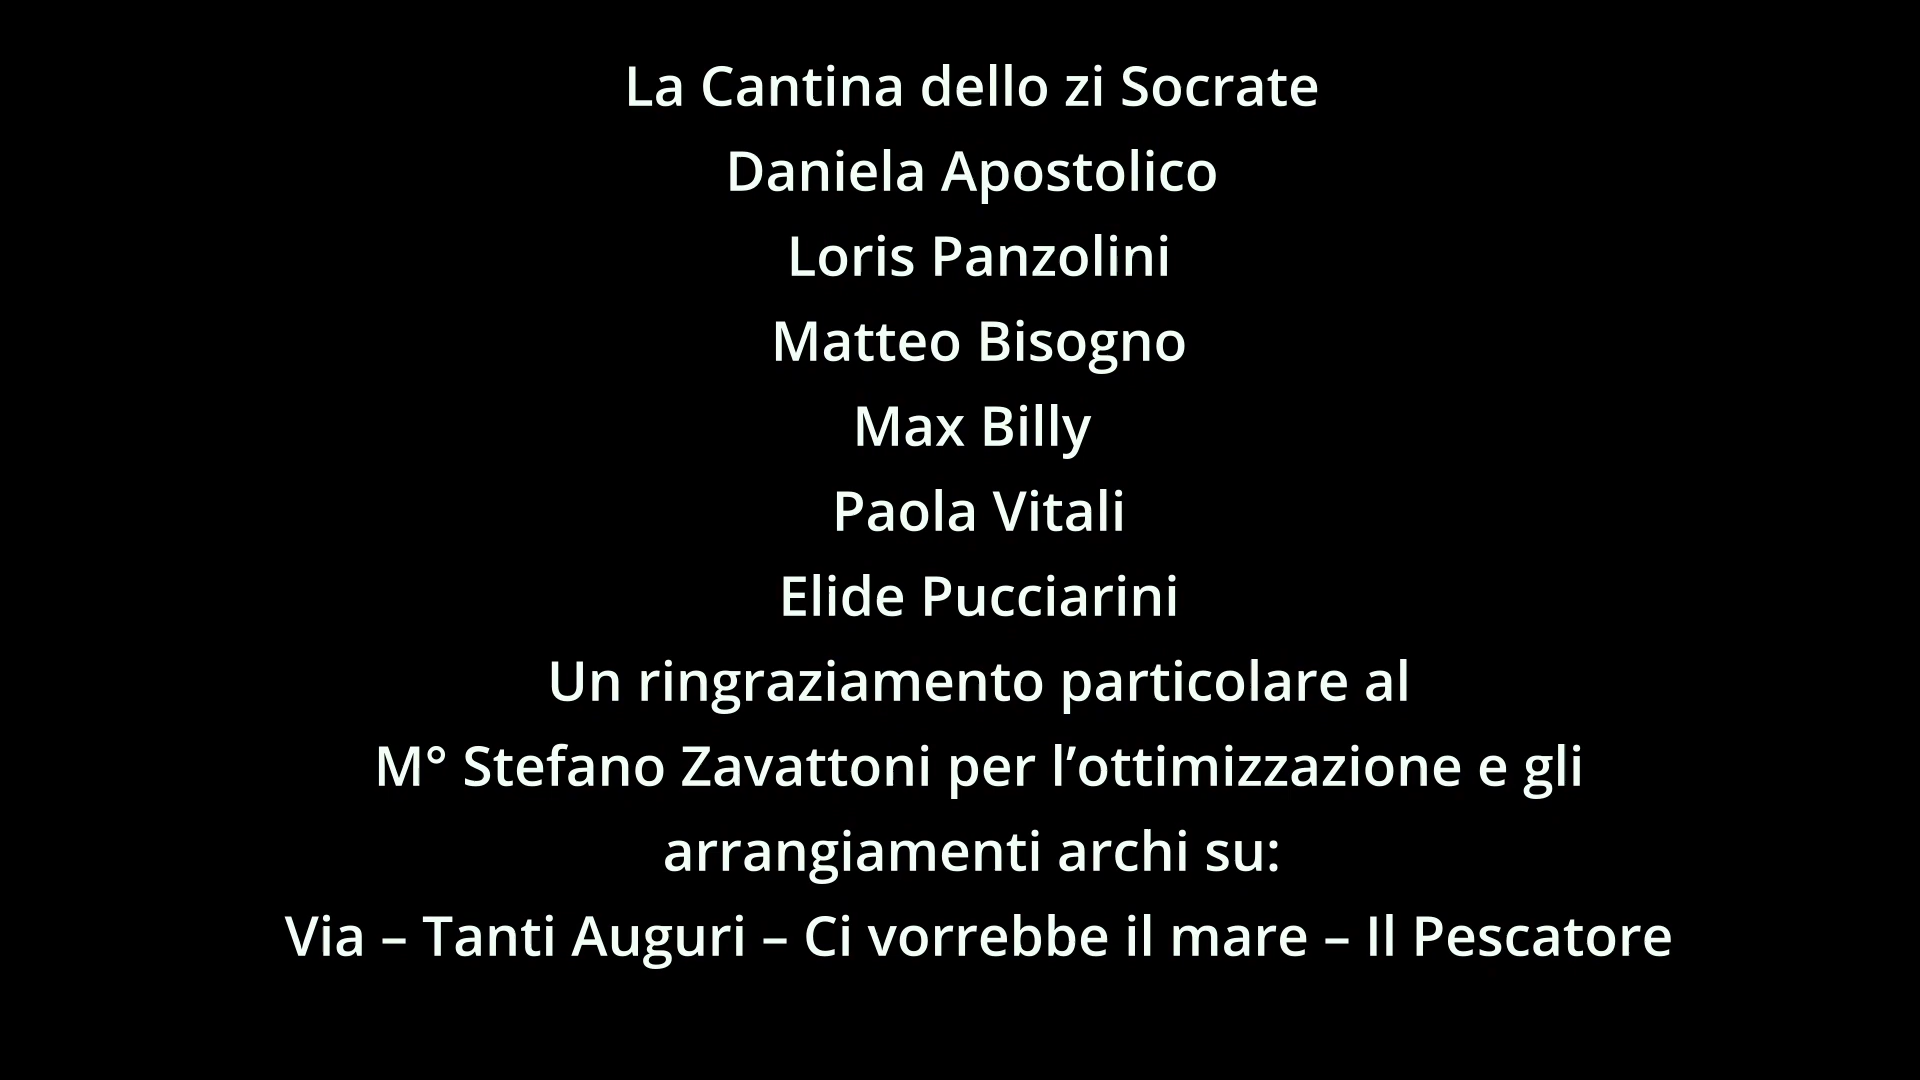 La Cantina dello zi Socrate
Daniela Apostolico
Loris Panzolini
Matteo Bisogno
Max Billy
Paola Vitali
Elide Pucciarini
Un ringraziamento particolare al
M° Stefano Zavattoni per l’ottimizzazione e gli
arrangiamenti archi su:
Via – Tanti Auguri – Ci vorrebbe il mare – Il Pescatore